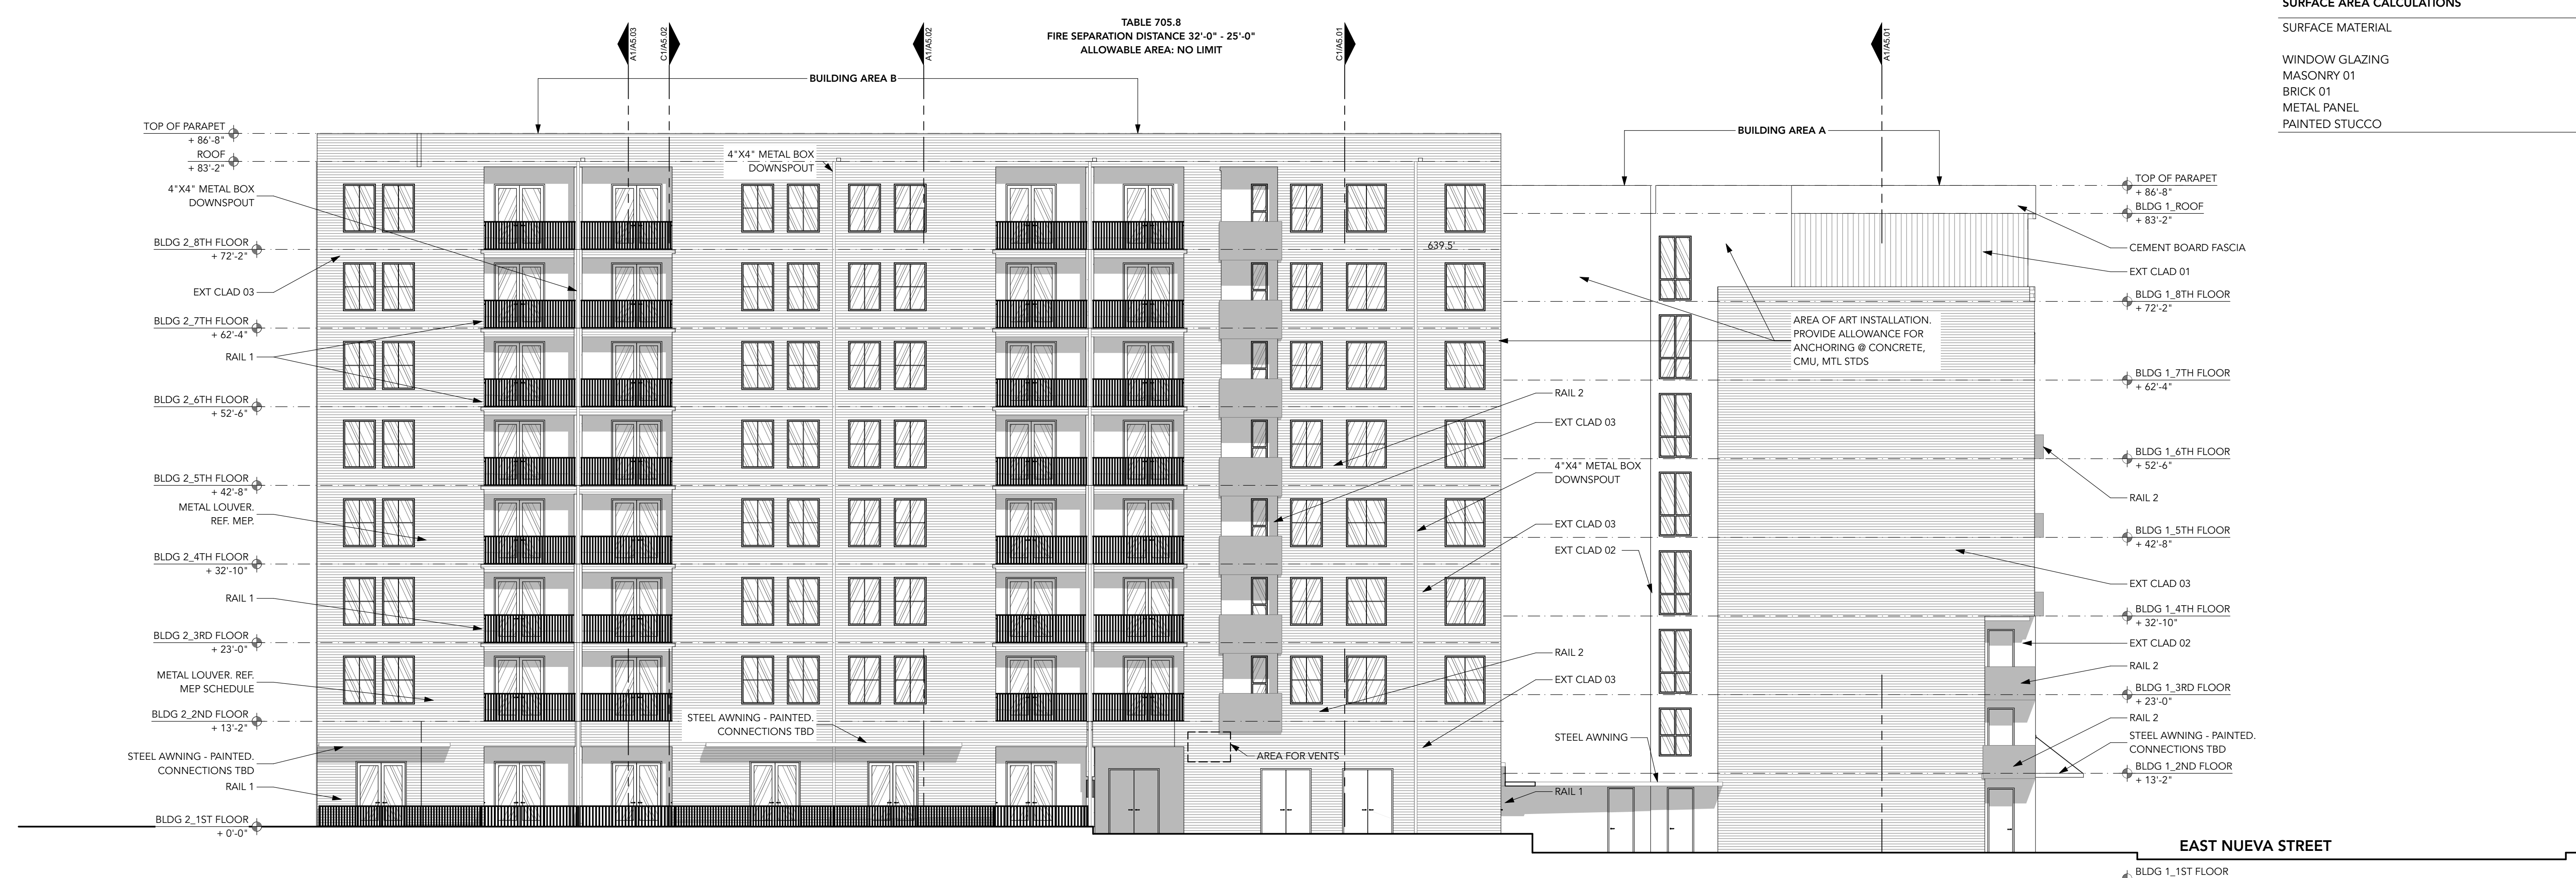 SURFACE AREA CALCULATIONS
SURFACE MATERIAL
WINDOW GLAZING
MASONRY 01
BRICK 01
METAL PANEL
PAINTED STUCCO
TABLE 705.8
FIRE SEPARATION DISTANCE 32'-0" - 25'-0"
ALLOWABLE AREA: NO LIMIT
A1/A5.03
C1/A5.02
A1/A5.02
C1/A5.01
A1/A5.01
BUILDING AREA B
BUILDING AREA A
TOP OF PARAPET
+ 86'-8"
ROOF
+ 83'-2"
4"X4" METAL BOX
DOWNSPOUT
BLDG 2_8TH FLOOR
+ 72'-2"
EXT CLAD 03
BLDG 2_7TH FLOOR
+ 62'-4"
RAIL 1
BLDG 2_6TH FLOOR
+ 52'-6"
BLDG 2_5TH FLOOR
+ 42'-8"
METAL LOUVER.
REF. MEP.
BLDG 2_4TH FLOOR
+ 32'-10"
RAIL 1
BLDG 2_3RD FLOOR
+ 23'-0"
METAL LOUVER. REF.
MEP SCHEDULE
BLDG 2_2ND FLOOR
+ 13'-2"
STEEL AWNING - PAINTED.
CONNECTIONS TBD
RAIL 1
BLDG 2_1ST FLOOR
+ 0'-0"
4"X4" METAL BOX
DOWNSPOUT
STEEL AWNING - PAINTED.
CONNECTIONS TBD
AREA FOR VENTS
639.5'
RAIL 2
EXT CLAD 03
4"X4" METAL BOX
DOWNSPOUT
EXT CLAD 03
EXT CLAD 02
RAIL 2
EXT CLAD 03
STEEL AWNING
RAIL 1
AREA OF ART INSTALLATION.
PROVIDE ALLOWANCE FOR
ANCHORING @ CONCRETE,
CMU, MTL STDS
TOP OF PARAPET
+ 86'-8"
BLDG 1_ROOF
+ 83'-2"
CEMENT BOARD FASCIA
EXT CLAD 01
BLDG 1_8TH FLOOR
+ 72'-2"
BLDG 1_7TH FLOOR
+ 62'-4"
BLDG 1_6TH FLOOR
+ 52'-6"
RAIL 2
BLDG 1_5TH FLOOR
+ 42'-8"
EXT CLAD 03
BLDG 1_4TH FLOOR
+ 32'-10"
EXT CLAD 02
RAIL 2
BLDG 1_3RD FLOOR
+ 23'-0"
RAIL 2
STEEL AWNING - PAINTED.
CONNECTIONS TBD
BLDG 1_2ND FLOOR
+ 13'-2"
EAST NUEVA STREET
BLDG 1_1ST FLOOR